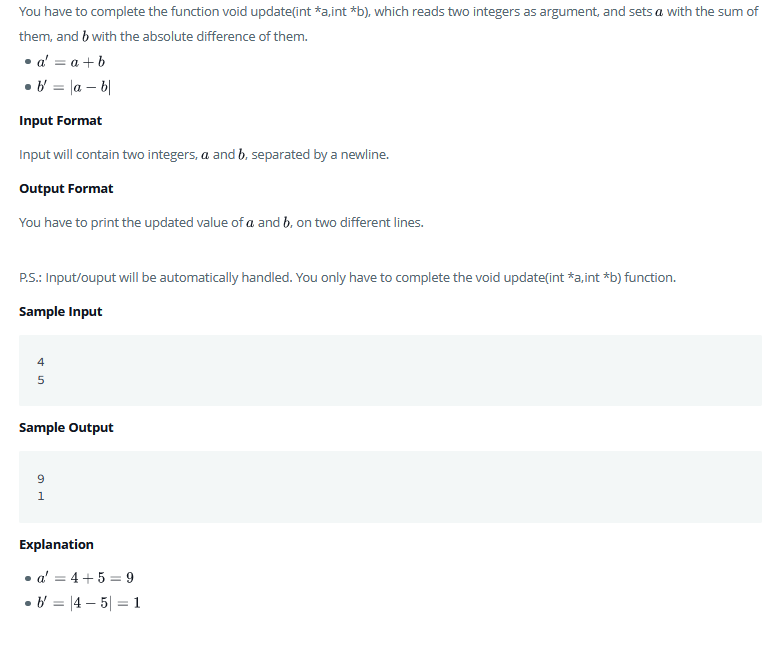 You have to complete the function void update(int *a,int *b), which reads two integers as argument, and sets a with the sum of
them, and b with the absolute difference of them.
• a′ = a + b
• b′ = |a − b|
Input Format
Input will contain two integers, a and b, separated by a newline.
Output Format
You have to print the updated value of a and b, on two different lines.
P.S.: Input/ouput will be automatically handled. You only have to complete the void update(int *a,int *b) function.
Sample Input
4
5
Sample Output
9
1
Explanation
• a′ = 4 + 5 = 9
• b′ = |4 − 5| = 1